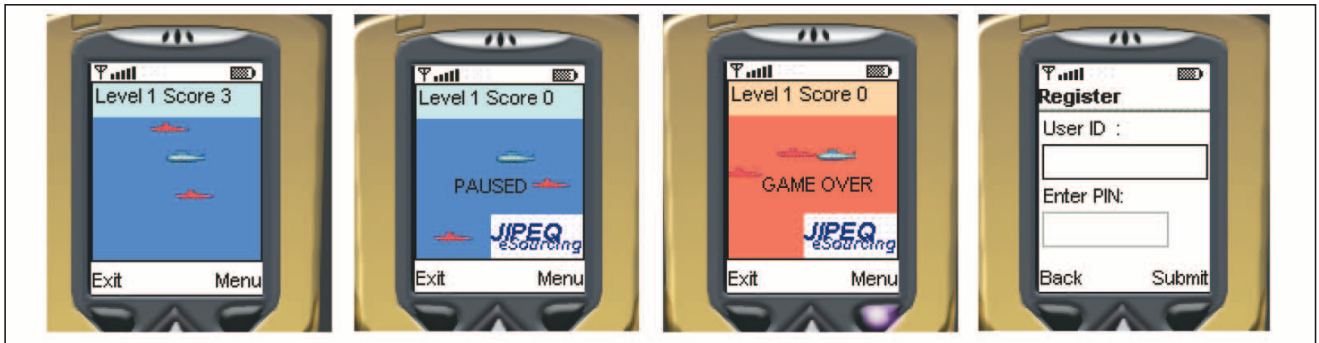 Level 1 Score 3
Exit Menu
Level 1 Score 0
PAUSED
JIPEQ
eSourcing
Exit Menu
Level 1 Score 0
GAME OVER
JIPEQ
eSourcing
Exit Menu
Register
User ID :
Enter PIN:
Back Submit